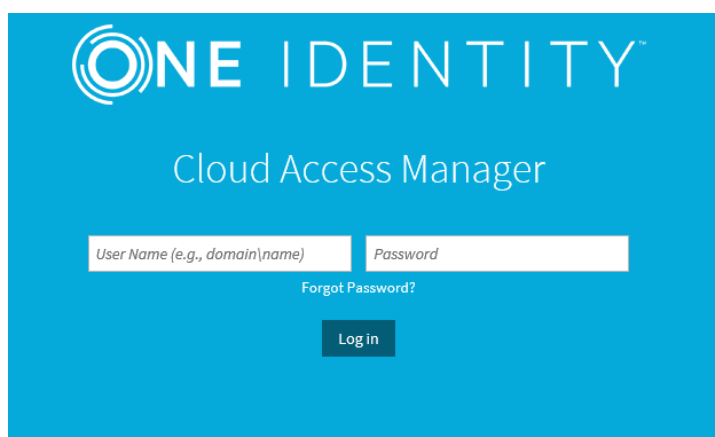 ONE IDENTITY™
Cloud Access Manager
User Name (e.g., domain\name) Password
Forgot Password?
Log in